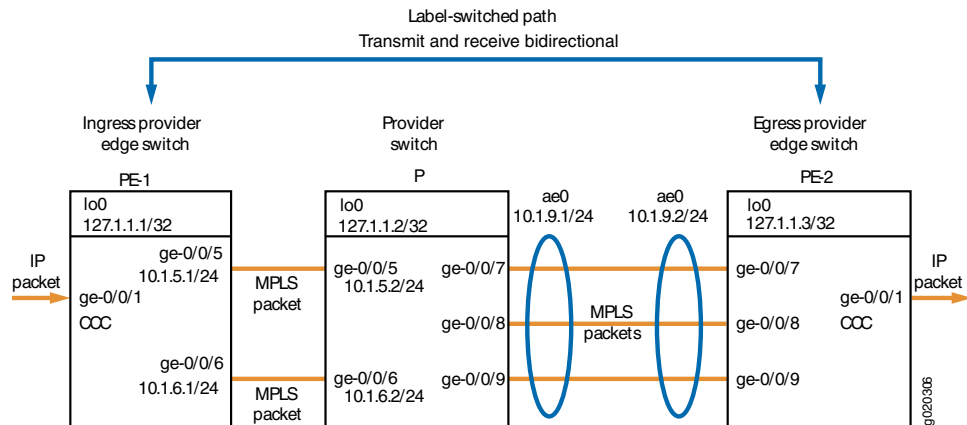 Label-switched path
Transmit and receive bidirectional
Ingress provider
edge switch
Provider
switch
Egress provider
edge switch
PE-1
P
PE-2
ae0
10.1.9.1/24
ae0
10.1.9.2/24
lo0
127.1.1.1/32
lo0
127.1.1.2/32
lo0
127.1.1.3/32
IP
packet
ge-0/0/1
CCC
ge-0/0/5
10.1.5.1/24
ge-0/0/6
10.1.6.1/24
MPLS
packet
MPLS
packet
ge-0/0/5
10.1.5.2/24
ge-0/0/6
10.1.6.2/24
ge-0/0/7
ge-0/0/8
ge-0/0/9
MPLS
packets
ge-0/0/7
ge-0/0/8
ge-0/0/9
ge-0/0/1
CCC
IP
packet
g020306